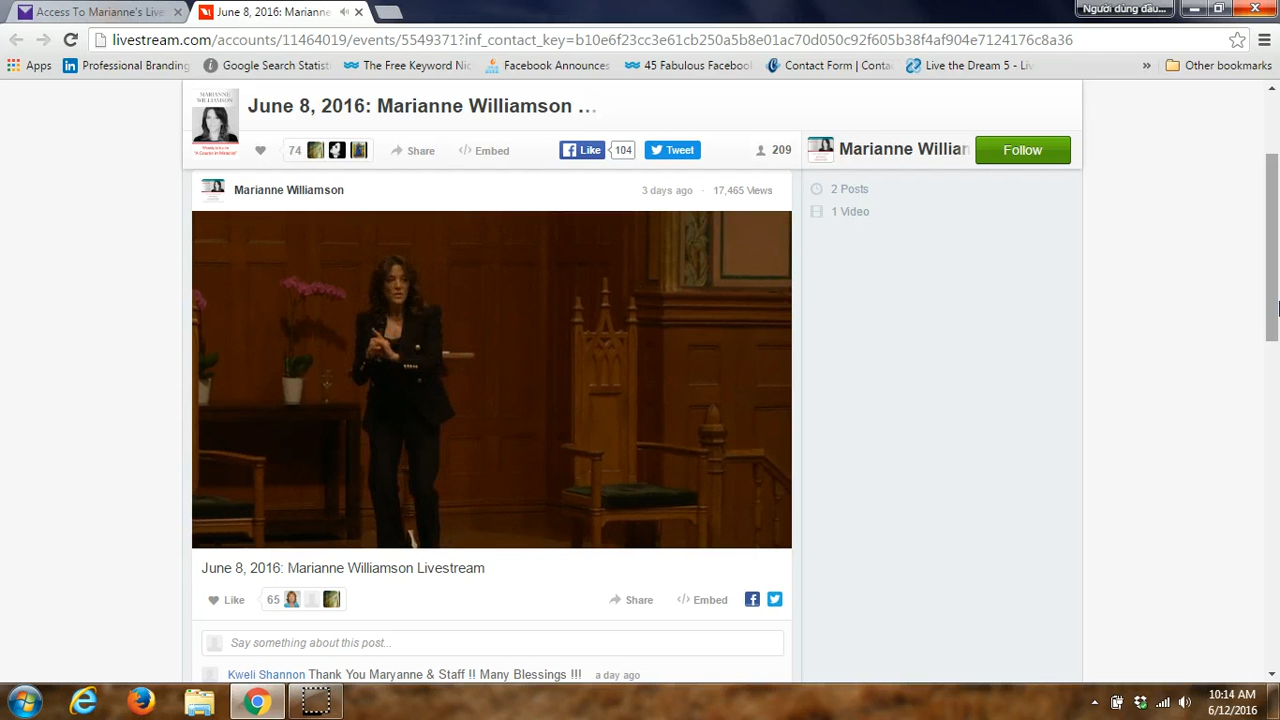 Access To Marianne's Live
June 8, 2016: Marianne
Người dùng đầu...
livestream.com/accounts/11464019/events/5549371?inf_contact_key=b10e6f23cc3e61cb250a5b8e01ac70d050c92f605b38f4af904e7124176c8a36
Apps Professional Branding Google Search Statist The Free Keyword Nic Facebook Announces 45 Fabulous Facebook Contact Form | Conta Live the Dream 5 - Liv » Other bookmarks
MARIANNE
WILLIAMSON
June 8, 2016: Marianne Williamson ...
74 Share </> Embed Like 104 Tweet 209 Marianne Willian Follow
Marianne Williamson 3 days ago · 17,465 Views
2 Posts
1 Video
June 8, 2016: Marianne Williamson Livestream
Like 65 Share </> Embed
Say something about this post...
Kweli Shannon Thank You Maryanne & Staff !! Many Blessings !!! a day ago
10:14 AM
6/12/2016